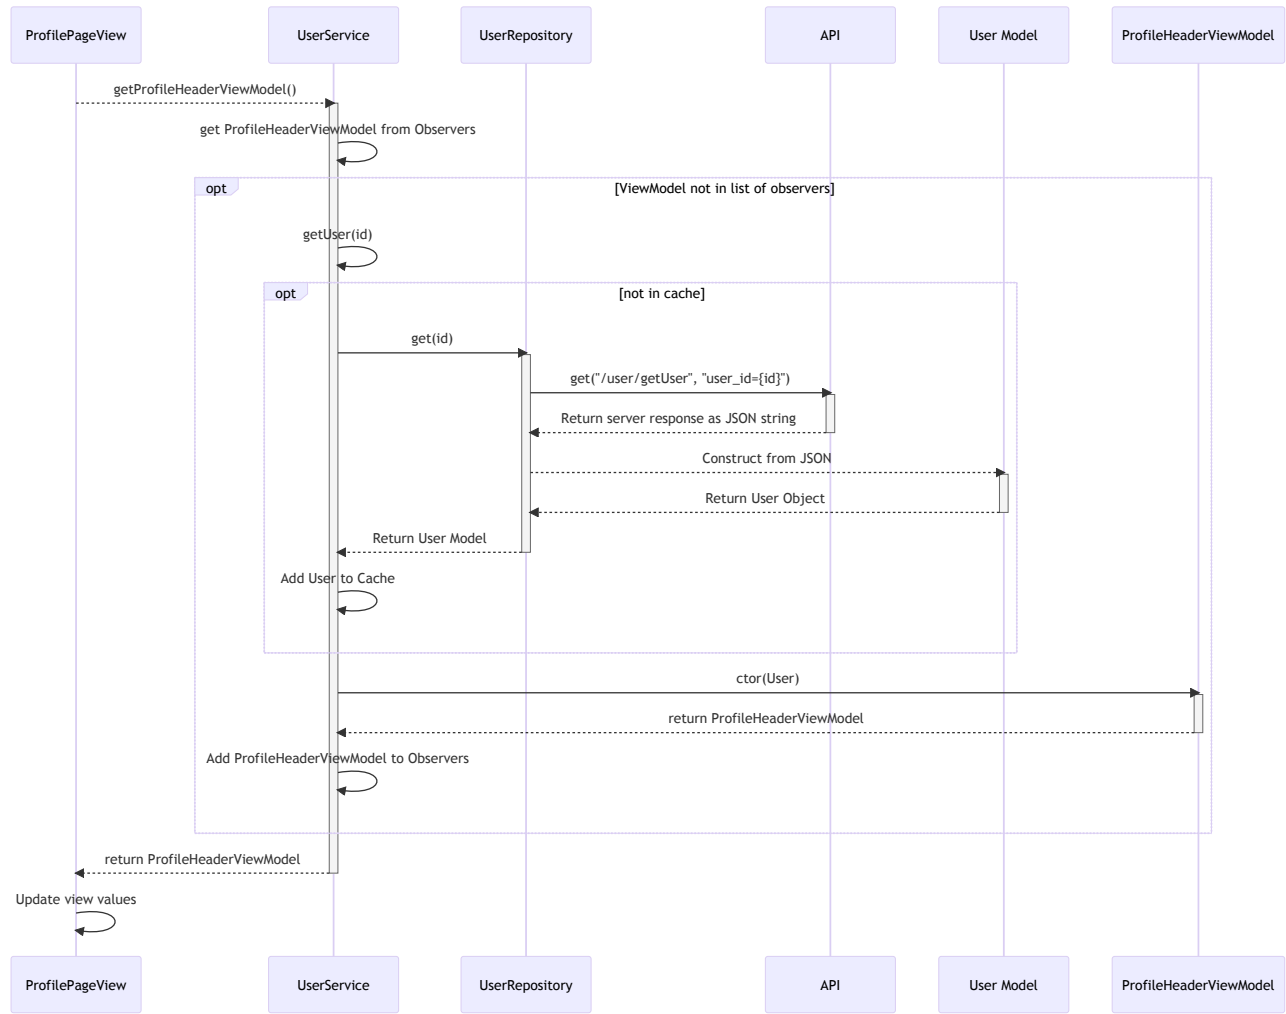 ProfilePageView
UserService
UserRepository
API
User Model
ProfileHeaderViewModel
getProfileHeaderViewModel()
get ProfileHeaderViewModel from Observers
opt
[ViewModel not in list of observers]
getUser(id)
opt
[not in cache]
get(id)
get("/user/getUser", "user_id={id}")
Return server response as JSON string
Construct from JSON
Return User Object
Return User Model
Add User to Cache
ctor(User)
return ProfileHeaderViewModel
Add ProfileHeaderViewModel to Observers
return ProfileHeaderViewModel
Update view values
ProfilePageView
UserService
UserRepository
API
User Model
ProfileHeaderViewModel